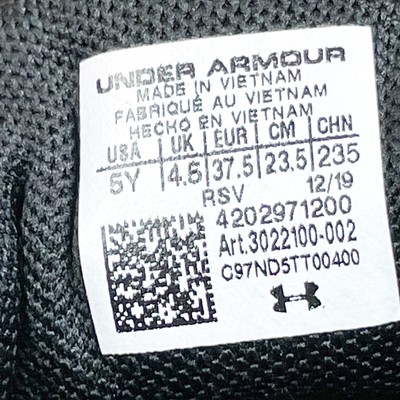 UNDER ARMOUR
MADE IN VIETNAM
FABRIQUÉ AU VIETNAM
HECHO EN VIETNAM
USA UK EUR CM CHN
5Y 4.5 37.5 23.5 235
RSV 12/19
4202971200
Art.3022100-002
C97ND5TT00400